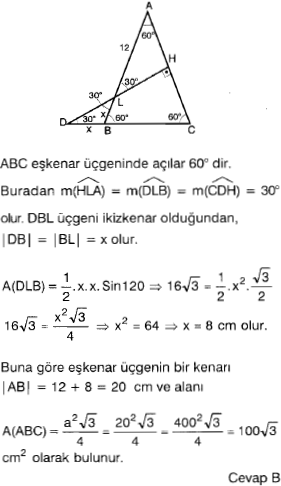 A
60°
12
H
30°
30°
L
x
D
30°
60°
60°
x
B
C
ABC eşkenar üçgeninde açılar 60° dir.
Buradan m(HLA) = m(DLB) = m(CDH) = 30°
olur. DBL üçgeni ikizkenar olduğundan,
|DB| = |BL| = x olur.
A(DLB) = 1/2 .x.x.Sin120 ⇒ 16√3 = 1/2 .x². √3/2
16√3 = x²√3/4 ⇒ x² = 64 ⇒ x = 8 cm olur.
Buna göre eşkenar üçgenin bir kenarı
|AB| = 12 + 8 = 20 cm ve alanı
A(ABC) = a²√3/4 = 20²√3/4 = 400²√3/4 = 100√3
cm² olarak bulunur.
Cevap B